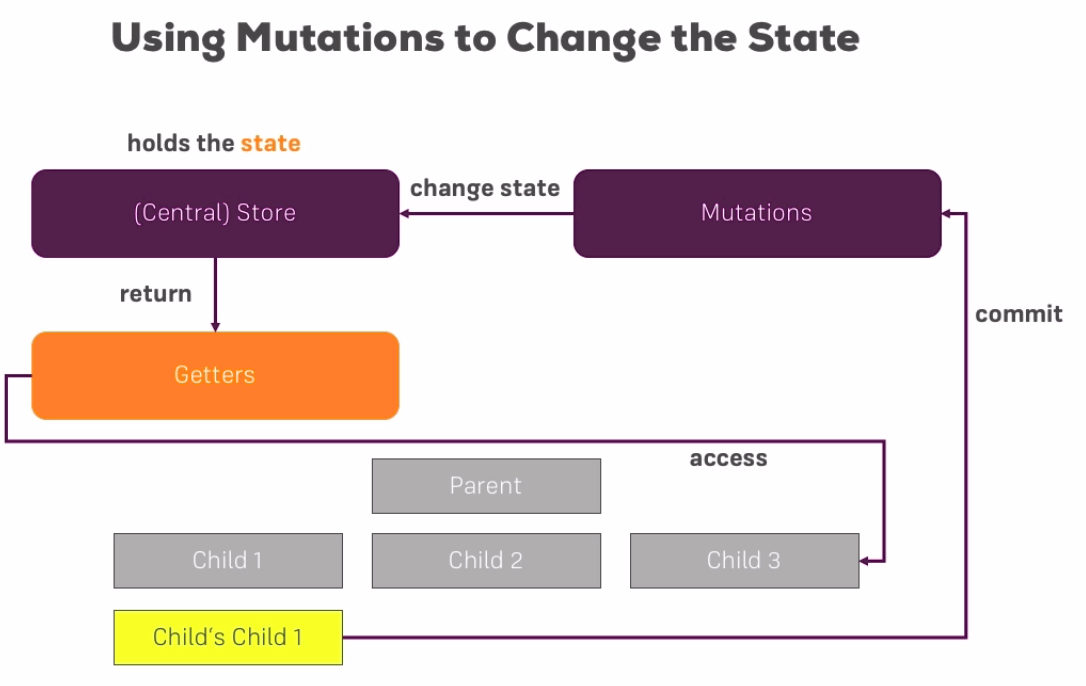 Using Mutations to Change the State
holds the state
(Central) Store
change state
Mutations
return
commit
Getters
access
Parent
Child 1
Child 2
Child 3
Child‘s Child 1